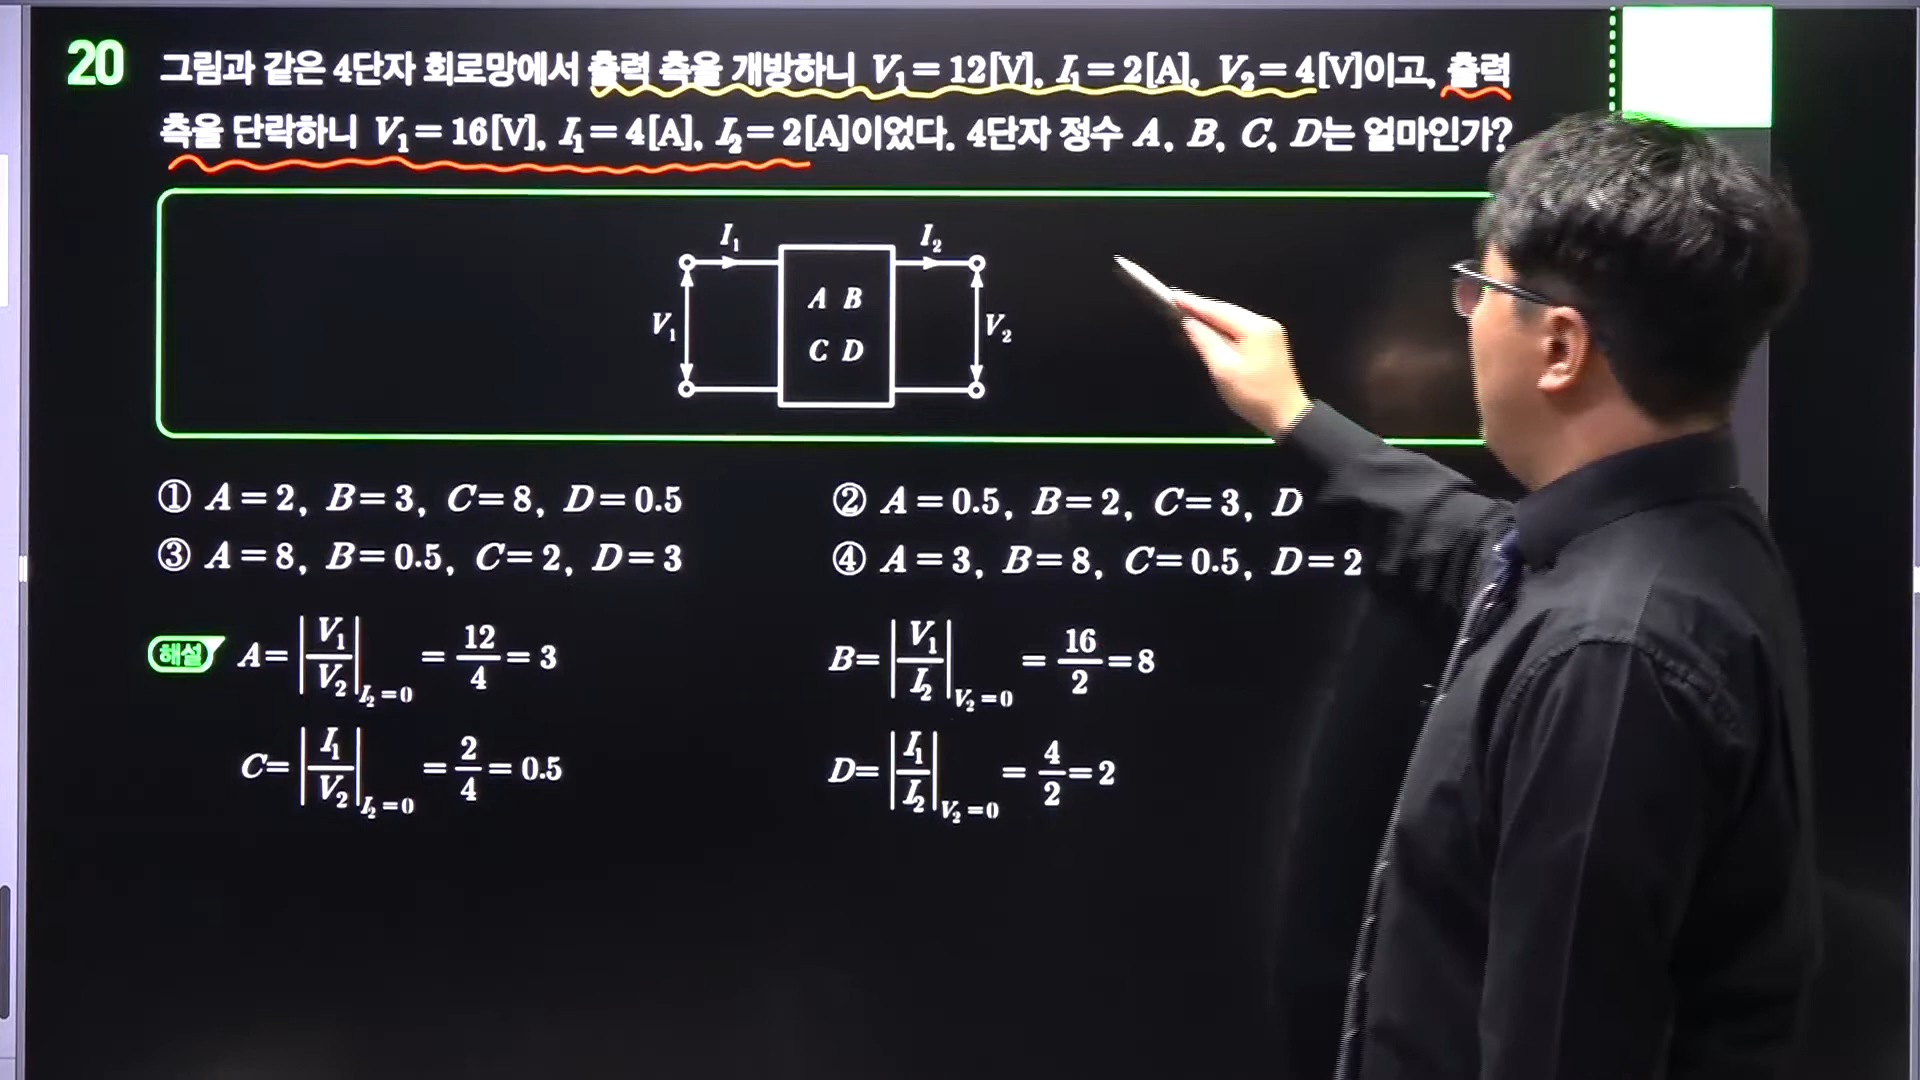 20
그림과 같은 4단자 회로망에서 출력 측을 개방하니 V₁ = 12[V], I₁ = 2[A], V₂ = 4[V]이고, 출력
측을 단락하니 V₁ = 16[V], I₁ = 4[A], I₂ = 2[A]이었다. 4단자 정수 A, B, C, D는 얼마인가?
I₁ I₂
A B
V₁ V₂
C D
① A = 2, B = 3, C = 8, D = 0.5
② A = 0.5, B = 2, C = 3, D
③ A = 8, B = 0.5, C = 2, D = 3
④ A = 3, B = 8, C = 0.5, D = 2
해설 A = |V₁/V₂| I₂ = 0 = 12/4 = 3
B = |V₁/I₂| V₂ = 0 = 16/2 = 8
C = |I₁/V₂| I₂ = 0 = 2/4 = 0.5
D = |I₁/I₂| V₂ = 0 = 4/2 = 2